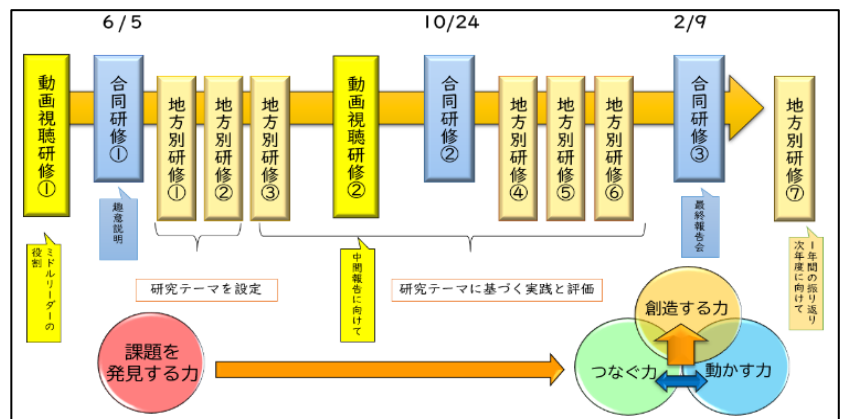 6/5
10/24
2/9
動画視聴研修①
合同研修①
地方別研修①
地方別研修②
地方別研修③
動画視聴研修②
合同研修②
地方別研修④
地方別研修⑤
地方別研修⑥
合同研修③
地方別研修⑦
ミドルリーダーの
役割
趣意説明
中間報告に向けて
最終報告会
1年間の振り返り
次年度に向けて
研究テーマを設定
研究テーマに基づく実践と評価
課題を
発見する力
創造する力
つなぐ力
動かす力